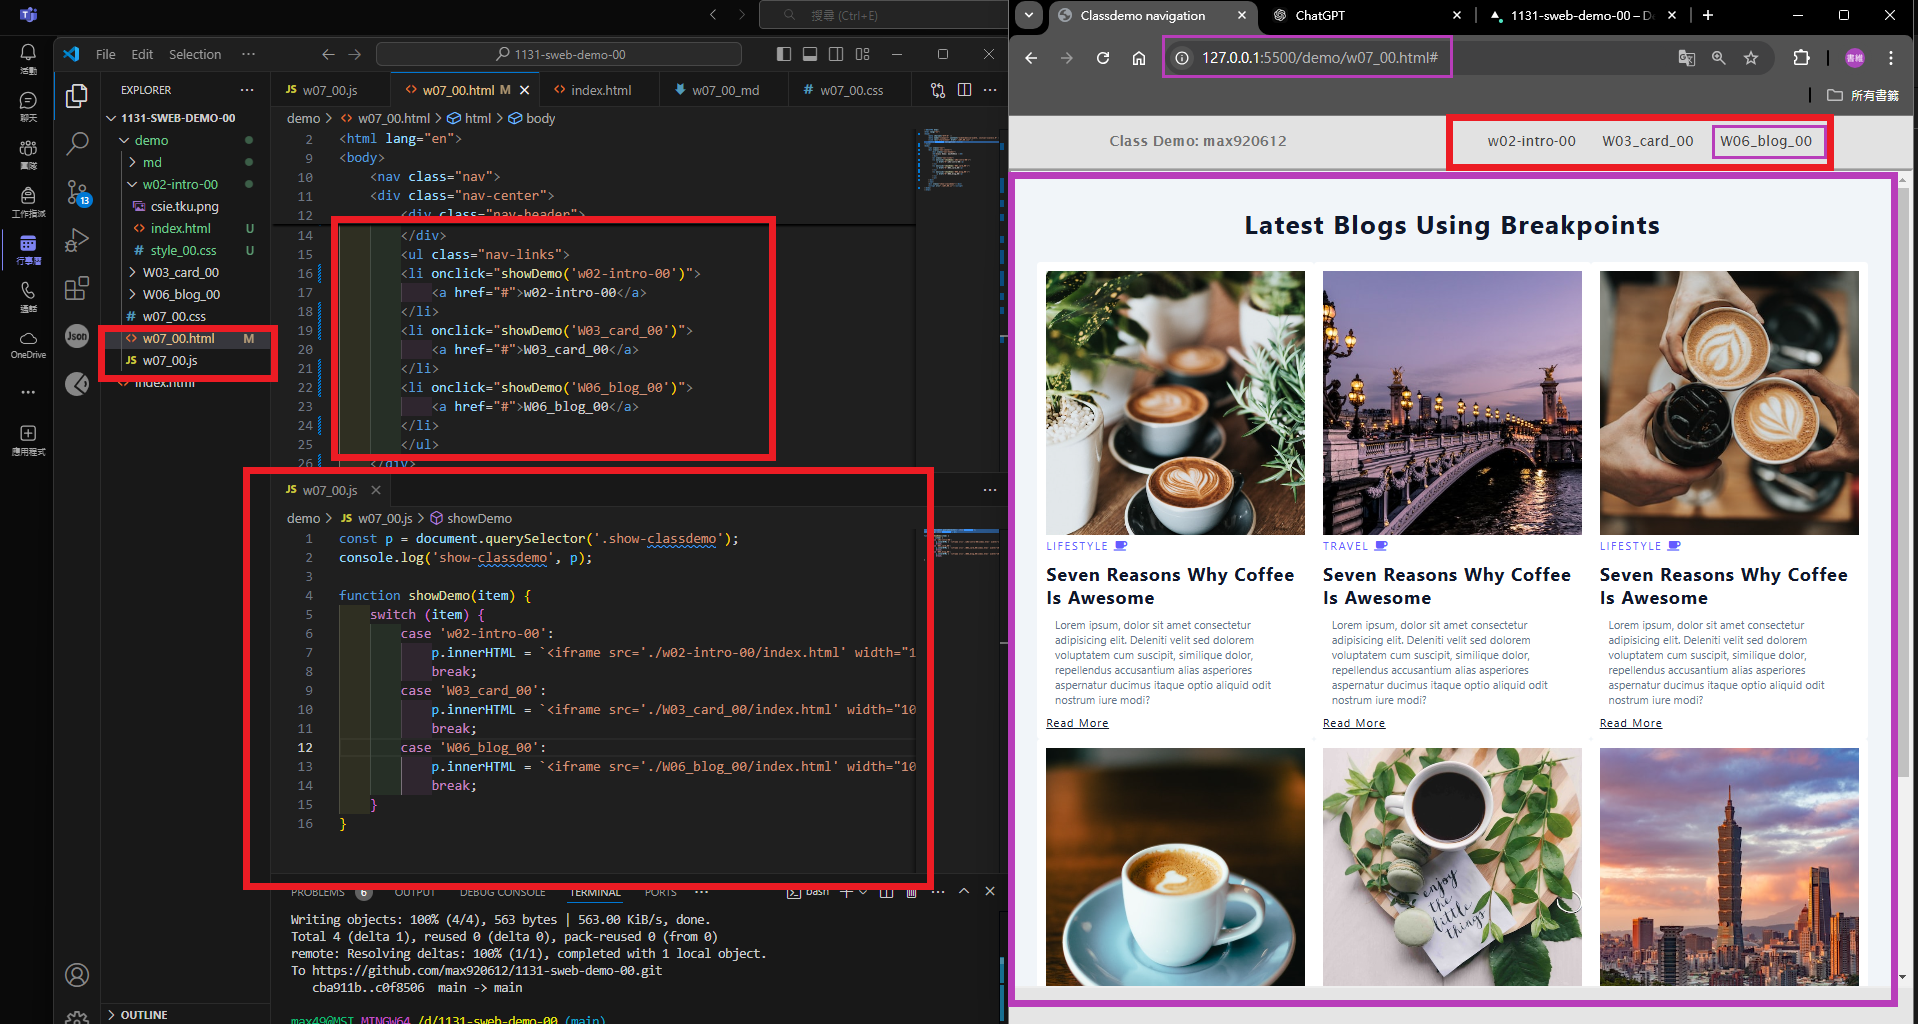 搜尋 (Ctrl+E)
活動
聊天
團隊
工作指派
行事曆
通話
OneDrive
應用程式
File Edit Selection ···
1131-sweb-demo-00
EXPLORER
1131-SWEB-DEMO-00
demo
md
w02-intro-00
csie.tku.png
index.html U
style_00.css U
W03_card_00
W06_blog_00
w07_00.css
w07_00.html M
JS w07_00.js
index.html
13
Json
OUTLINE
JS w07_00.js
w07_00.html M
index.html
w07_00_md
# w07_00.css
demo > w07_00.html > html > body
2 <html lang="en">
9 <body>
10 <nav class="nav">
11 <div class="nav-center">
12 <div class="nav-header">
14 </div>
15 <ul class="nav-links">
16 <li onclick="showDemo('w02-intro-00')">
17 <a href="#">w02-intro-00</a>
18 </li>
19 <li onclick="showDemo('W03_card_00')">
20 <a href="#">W03_card_00</a>
21 </li>
22 <li onclick="showDemo('W06_blog_00')">
23 <a href="#">W06_blog_00</a>
24 </li>
25 </ul>
26 </div>
JS w07_00.js
demo > JS w07_00.js > showDemo
1 const p = document.querySelector('.show-classdemo');
2 console.log('show-classdemo', p);
3
4 function showDemo(item) {
5 switch (item) {
6 case 'w02-intro-00':
7 p.innerHTML = `<iframe src='./w02-intro-00/index.html' width="1
8 break;
9 case 'W03_card_00':
10 p.innerHTML = `<iframe src='./W03_card_00/index.html' width="10
11 break;
12 case 'W06_blog_00':
13 p.innerHTML = `<iframe src='./W06_blog_00/index.html' width="10
14 break;
15 }
16 }
PROBLEMS 6 OUTPUT DEBUG CONSOLE TERMINAL PORTS ··· bash
Writing objects: 100% (4/4), 563 bytes | 563.00 KiB/s, done.
Total 4 (delta 1), reused 0 (delta 0), pack-reused 0 (from 0)
remote: Resolving deltas: 100% (1/1), completed with 1 local object.
To https://github.com/max920612/1131-sweb-demo-00.git
cba911b..c0f8506 main -> main
max49@MSI MINGW64 /d/1131-sweb-demo-00 (main)
Classdemo navigation
ChatGPT
1131-sweb-demo-00 – De
127.0.0.1:5500/demo/w07_00.html#
所有書籤
Class Demo: max920612
w02-intro-00 W03_card_00 W06_blog_00
Latest Blogs Using Breakpoints
LIFESTYLE
Seven Reasons Why Coffee
Is Awesome
Lorem ipsum, dolor sit amet consectetur
adipisicing elit. Deleniti velit sed dolorem
voluptatem cum suscipit, similique dolor,
repellendus accusantium alias asperiores
aspernatur ducimus itaque optio aliquid odit
nostrum iure modi?
Read More
TRAVEL
Seven Reasons Why Coffee
Is Awesome
Lorem ipsum, dolor sit amet consectetur
adipisicing elit. Deleniti velit sed dolorem
voluptatem cum suscipit, similique dolor,
repellendus accusantium alias asperiores
aspernatur ducimus itaque optio aliquid odit
nostrum iure modi?
Read More
LIFESTYLE
Seven Reasons Why Coffee
Is Awesome
Lorem ipsum, dolor sit amet consectetur
adipisicing elit. Deleniti velit sed dolorem
voluptatem cum suscipit, similique dolor,
repellendus accusantium alias asperiores
aspernatur ducimus itaque optio aliquid odit
nostrum iure modi?
Read More
enjoy
the
little
things